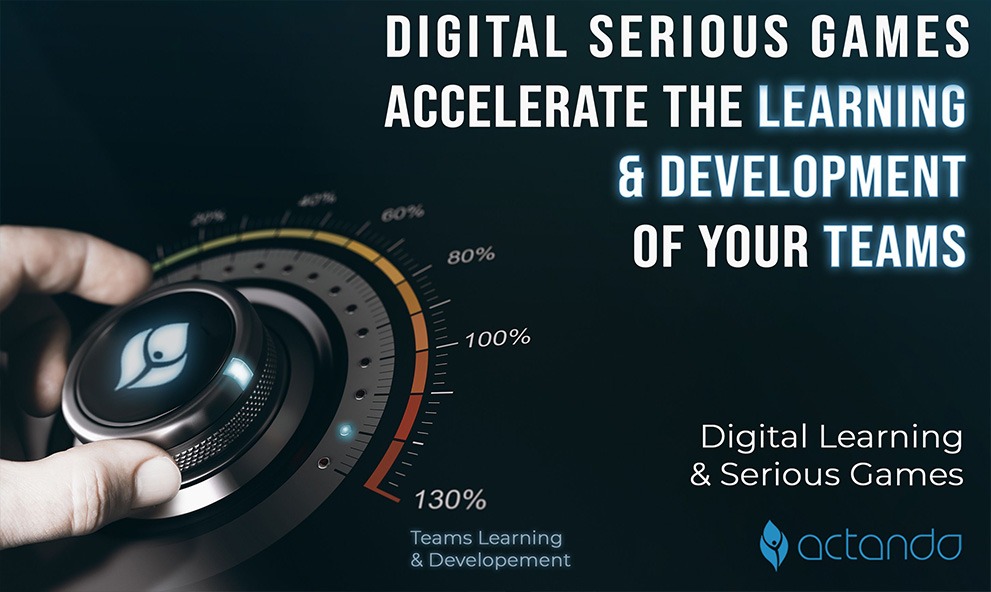 DIGITAL SERIOUS GAMES
ACCELERATE THE LEARNING
& DEVELOPMENT
OF YOUR TEAMS
20%
40%
60%
80%
100%
130%
Teams Learning
& Developement
Digital Learning
& Serious Games
actando